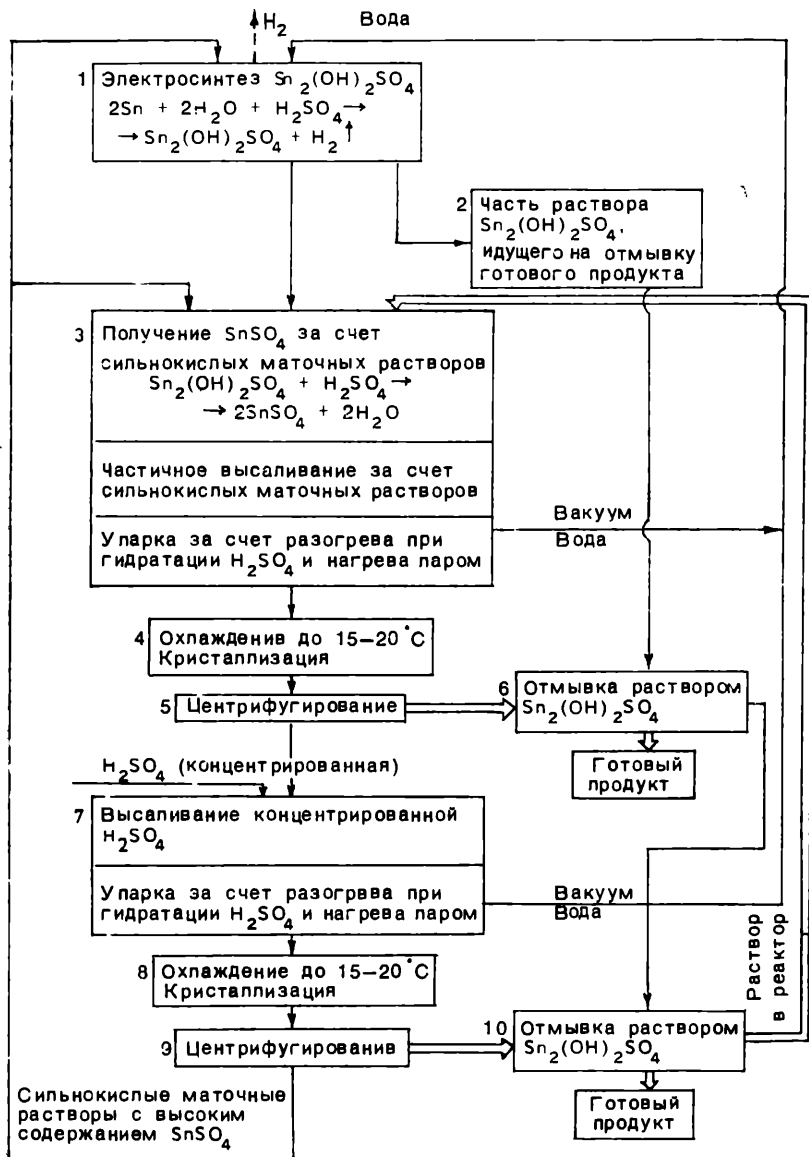 H₂
Вода
1 Электросинтез Sn₂(OH)₂SO₄
2Sn + 2H₂O + H₂SO₄ →
→ Sn₂(OH)₂SO₄ + H₂ ↑
2 Часть раствора
Sn₂(OH)₂SO₄,
идущего на отмывку
готового продукта
3 Получение SnSO₄ за счет
сильнокислых маточных растворов
Sn₂(OH)₂SO₄ + H₂SO₄ →
→ 2SnSO₄ + 2H₂O
Частичное высаливание за счет
сильнокислых маточных растворов
Упарка за счет разогрева при
гидратации H₂SO₄ и нагрева паром
Вакуум
Вода
4 Охлаждение до 15–20 °C
Кристаллизация
5 Центрифугирование
6 Отмывка раствором
Sn₂(OH)₂SO₄
Готовый
продукт
H₂SO₄ (концентрированная)
7 Высаливание концентрированной
H₂SO₄
Упарка за счет разогрева при
гидратации H₂SO₄ и нагрева паром
Вакуум
Вода
Раствор
в реактор
8 Охлаждение до 15–20 °C
Кристаллизация
9 Центрифугирование
10 Отмывка раствором
Sn₂(OH)₂SO₄
Готовый
продукт
Сильнокислые маточные
растворы с высоким
содержанием SnSO₄